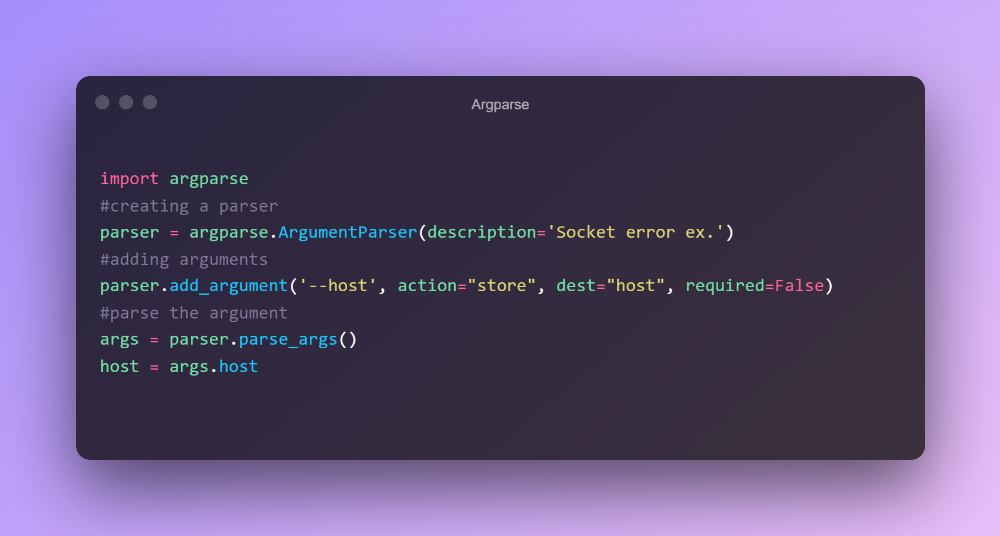 Argparse
import argparse
#creating a parser
parser = argparse.ArgumentParser(description='Socket error ex.')
#adding arguments
parser.add_argument('--host', action="store", dest="host", required=False)
#parse the argument
args = parser.parse_args()
host = args.host